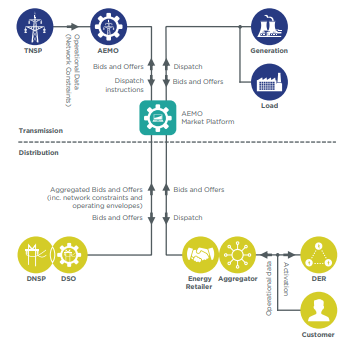 TNSP
AEMO
Operational Data
(Network Constraints)
Generation
Bids and Offers
Dispatch
Dispatch
instructions
Bids and Offers
Load
AEMO
Market Platform
Transmission
Distribution
Aggregated Bids and Offers
(inc. network constraints and
operating envelopes)
Bids and Offers
Bids and Offers
Dispatch
DNSP
DSO
Energy
Retailer
Aggregator
Operational data
Activation
DER
Customer